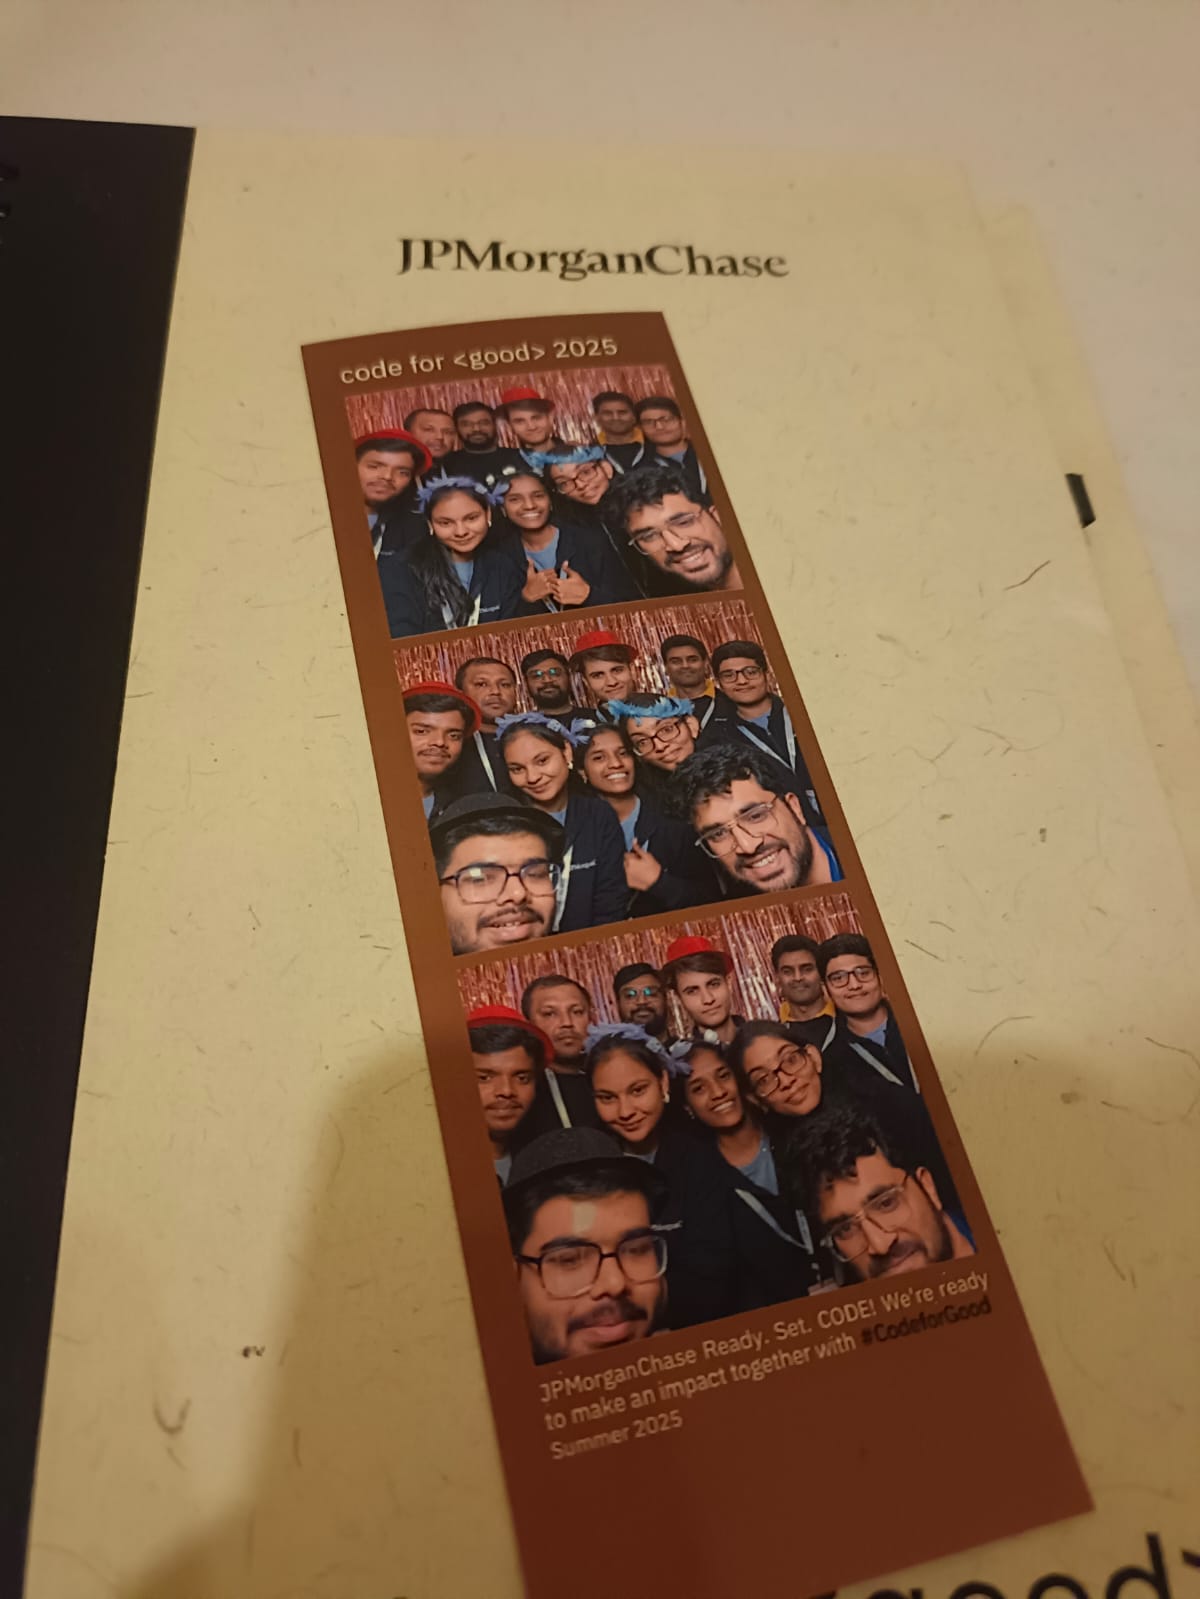 JPMorganChase
code for <good> 2025
JPMorganChase Ready. Set. CODE! We're ready
to make an impact together with #CodeforGood
Summer 2025
<good>